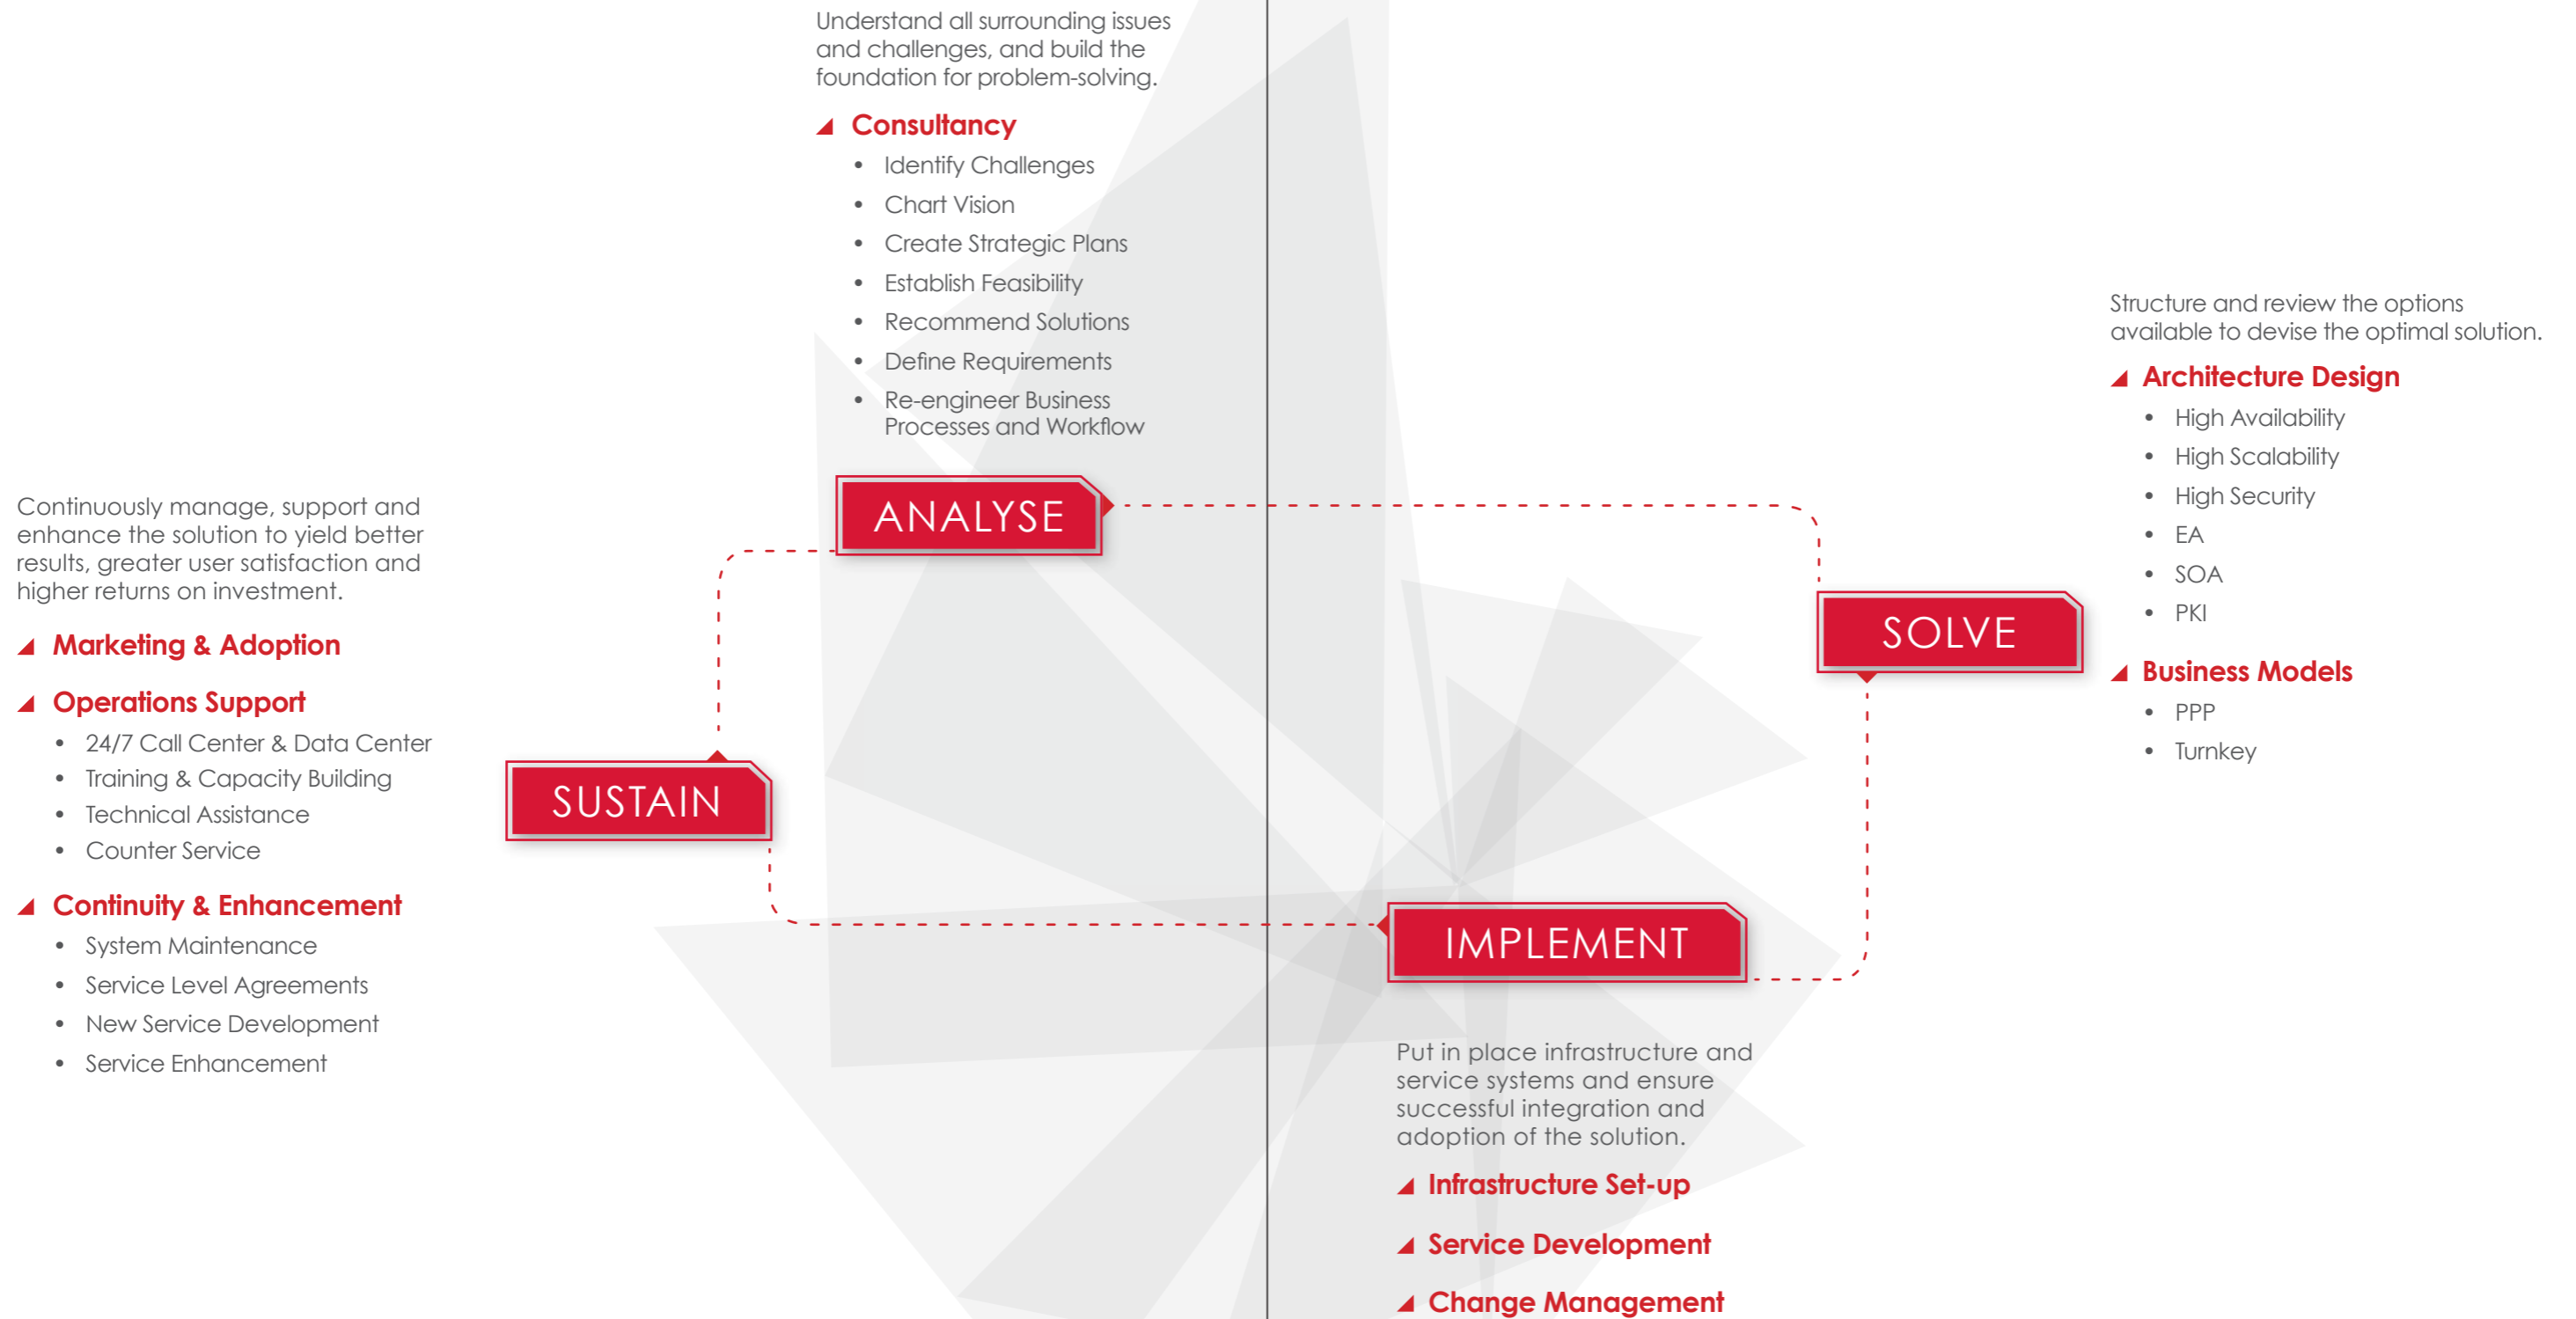 Understand all surrounding issues
and challenges, and build the
foundation for problem-solving.
Consultancy
• Identify Challenges
• Chart Vision
• Create Strategic Plans
• Establish Feasibility
• Recommend Solutions
• Define Requirements
• Re-engineer Business
Processes and Workflow
ANALYSE
Structure and review the options
available to devise the optimal solution.
Architecture Design
• High Availability
• High Scalability
• High Security
• EA
• SOA
• PKI
Business Models
• PPP
• Turnkey
SOLVE
Continuously manage, support and
enhance the solution to yield better
results, greater user satisfaction and
higher returns on investment.
Marketing & Adoption
Operations Support
• 24/7 Call Center & Data Center
• Training & Capacity Building
• Technical Assistance
• Counter Service
Continuity & Enhancement
• System Maintenance
• Service Level Agreements
• New Service Development
• Service Enhancement
SUSTAIN
IMPLEMENT
Put in place infrastructure and
service systems and ensure
successful integration and
adoption of the solution.
Infrastructure Set-up
Service Development
Change Management